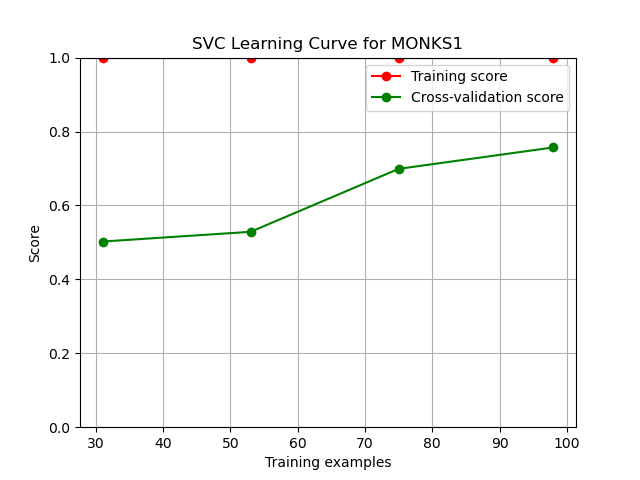 SVC Learning Curve for MONKS1
1.0
0.8
0.6
0.4
0.2
0.0
Score
Training score
Cross-validation score
30 40 50 60 70 80 90 100
Training examples